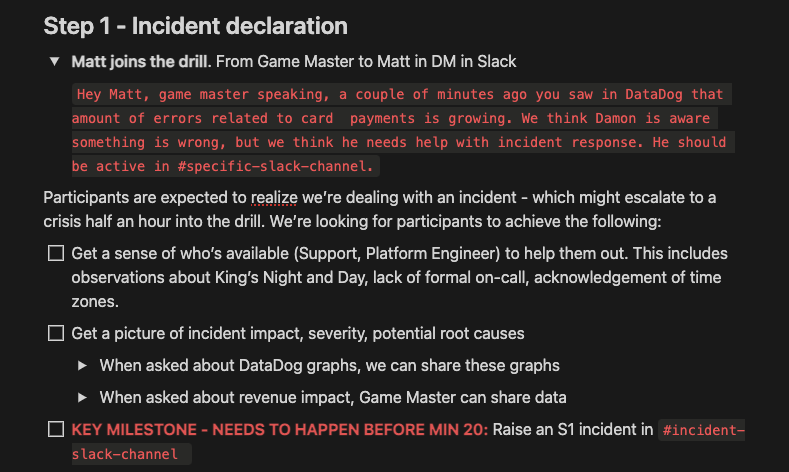 Step 1 - Incident declaration
Matt joins the drill. From Game Master to Matt in DM in Slack
Hey Matt, game master speaking, a couple of minutes ago you saw in DataDog that
amount of errors related to card  payments is growing. We think Damon is aware
something is wrong, but we think he needs help with incident response. He should
be active in #specific-slack-channel.
Participants are expected to realize we're dealing with an incident - which might escalate to a
crisis half an hour into the drill. We're looking for participants to achieve the following:
Get a sense of who's available (Support, Platform Engineer) to help them out. This includes
observations about King's Night and Day, lack of formal on-call, acknowledgement of time
zones.
Get a picture of incident impact, severity, potential root causes
When asked about DataDog graphs, we can share these graphs
When asked about revenue impact, Game Master can share data
KEY MILESTONE - NEEDS TO HAPPEN BEFORE MIN 20: Raise an S1 incident in #incident-
slack-channel